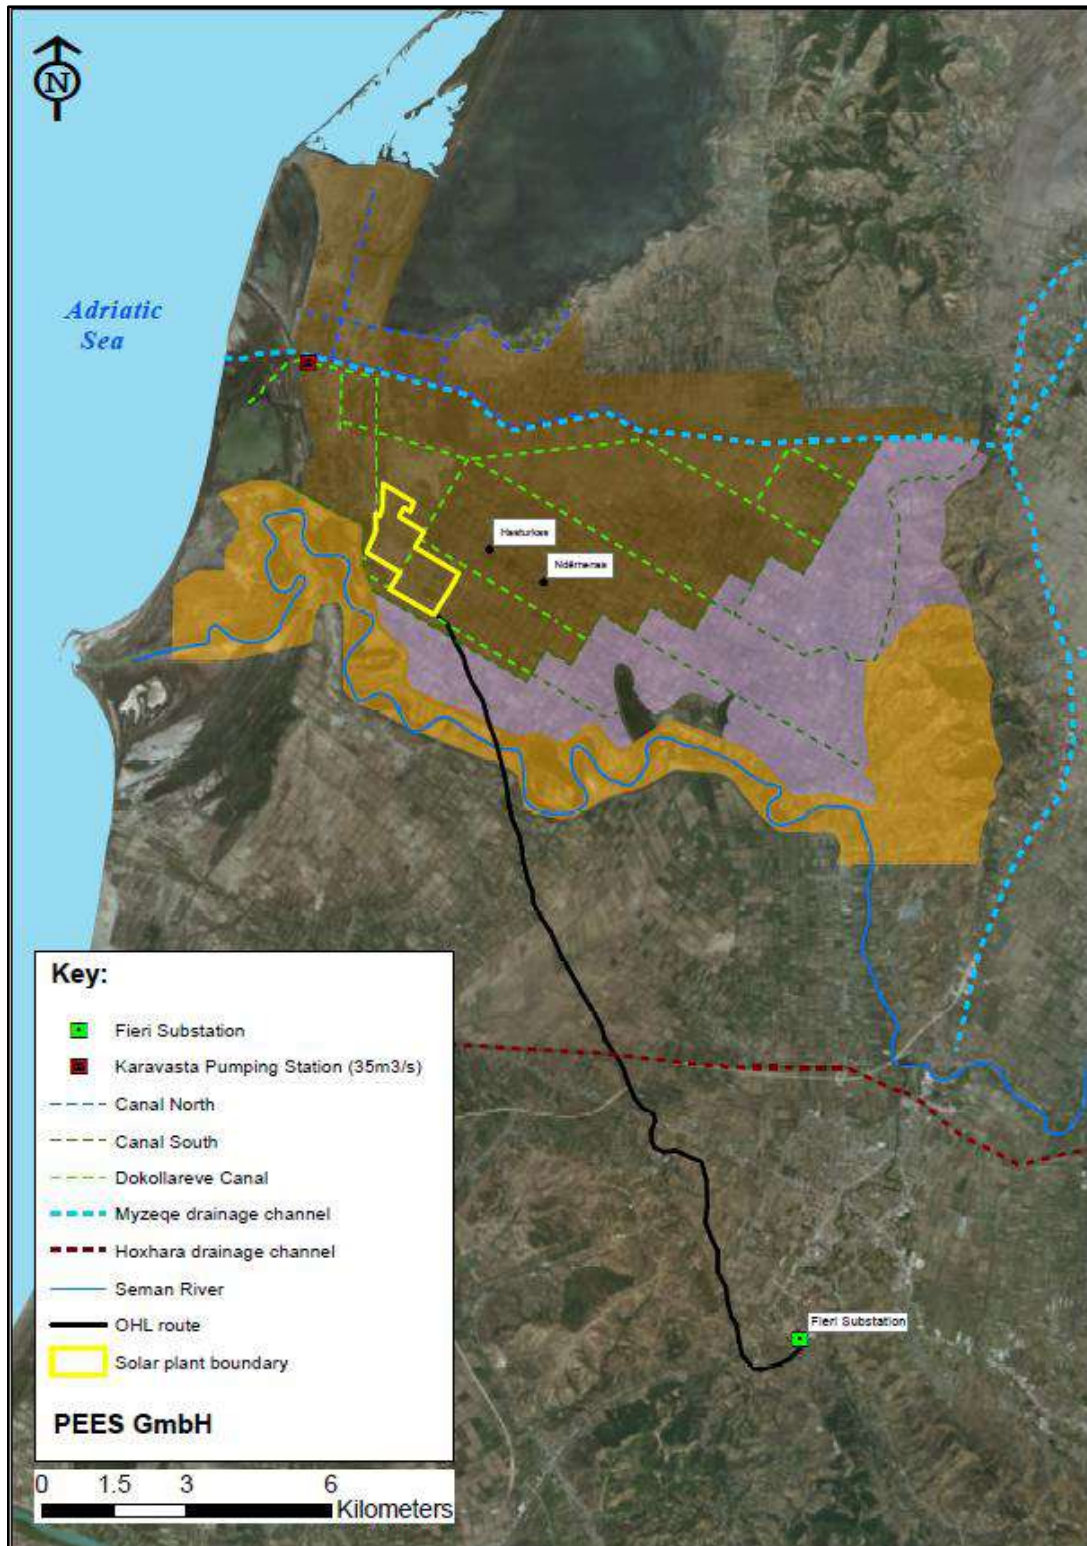 N
Adriatic
Sea
Ndërnenas
Key:
Fieri Substation
Karavasta Pumping Station (35m3/s)
Canal North
Canal South
Dokollareve Canal
Myzeqe drainage channel
Hoxhara drainage channel
Seman River
OHL route
Solar plant boundary
PEES GmbH
Fieri Substation
0 1.5 3 6
Kilometers